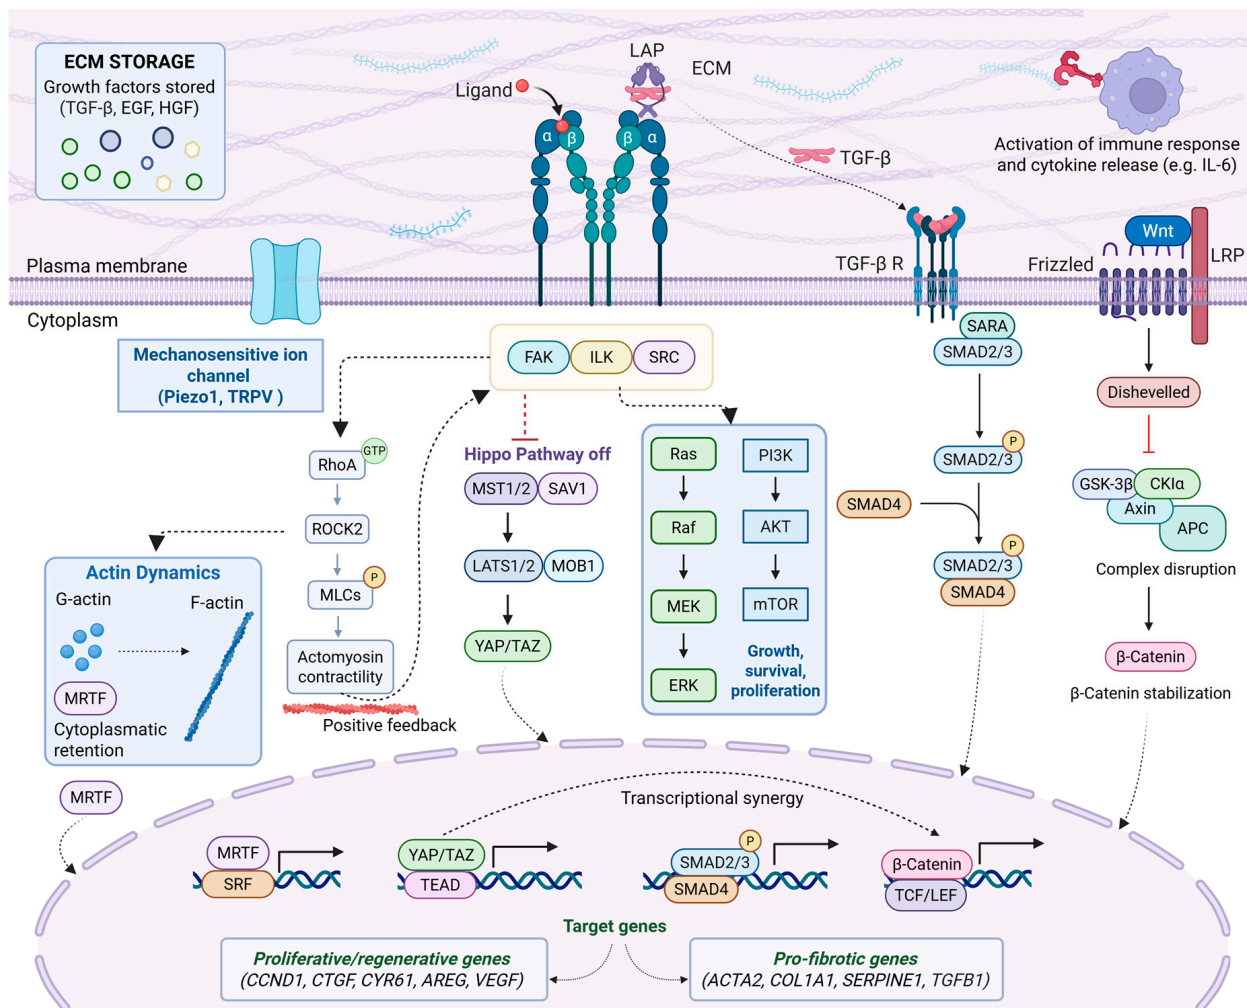 ECM STORAGE
Growth factors stored
(TGF-β, EGF, HGF)
LAP
ECM
Ligand
α
β
β
α
TGF-β
Activation of immune response
and cytokine release (e.g. IL-6)
Wnt
LRP
Plasma membrane
TGF-β R
Frizzled
Cytoplasm
SARA
SMAD2/3
Mechanosensitive ion
channel
(Piezo1, TRPV )
FAK
ILK
SRC
Dishevelled
GTP
RhoA
Hippo Pathway off
MST1/2
SAV1
Ras
PI3K
P
SMAD2/3
GSK-3β
CKIα
Axin
APC
SMAD4
ROCK2
Raf
AKT
P
SMAD2/3
SMAD4
Complex disruption
LATS1/2
MOB1
Actin Dynamics
G-actin
F-actin
P
MLCs
MEK
mTOR
YAP/TAZ
Actomyosin
contractility
Growth,
survival,
proliferation
ERK
β-Catenin
β-Catenin stabilization
MRTF
Cytoplasmatic
retention
Positive feedback
MRTF
Transcriptional synergy
MRTF
SRF
YAP/TAZ
TEAD
P
SMAD2/3
SMAD4
β-Catenin
TCF/LEF
Target genes
Proliferative/regenerative genes
(CCND1, CTGF, CYR61, AREG, VEGF)
Pro-fibrotic genes
(ACTA2, COL1A1, SERPINE1, TGFB1)